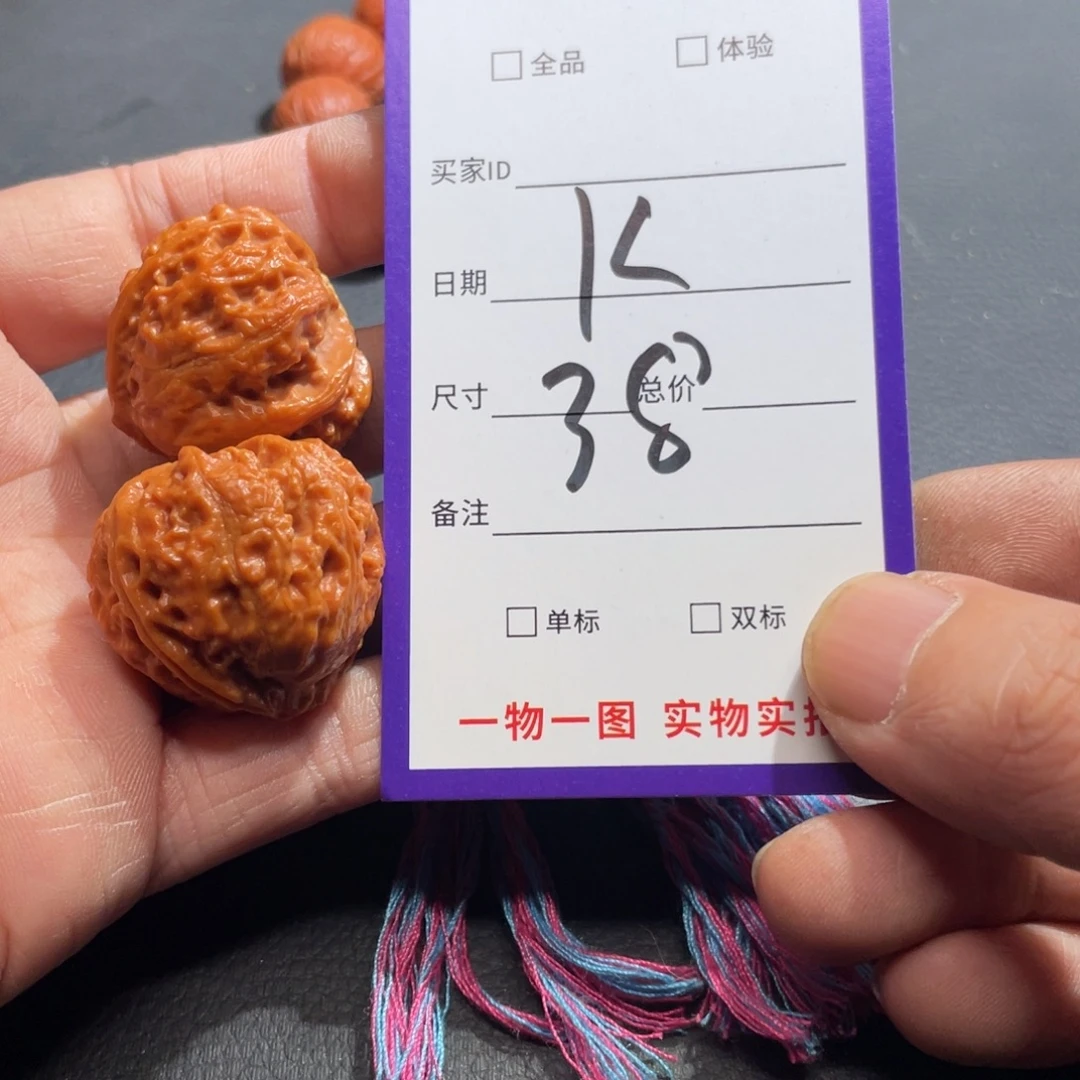 □ 全品 □ 体验
买家ID
K
日期
38
尺寸 总价
备注
□ 单标 □ 双标
一物一图 实物实拍